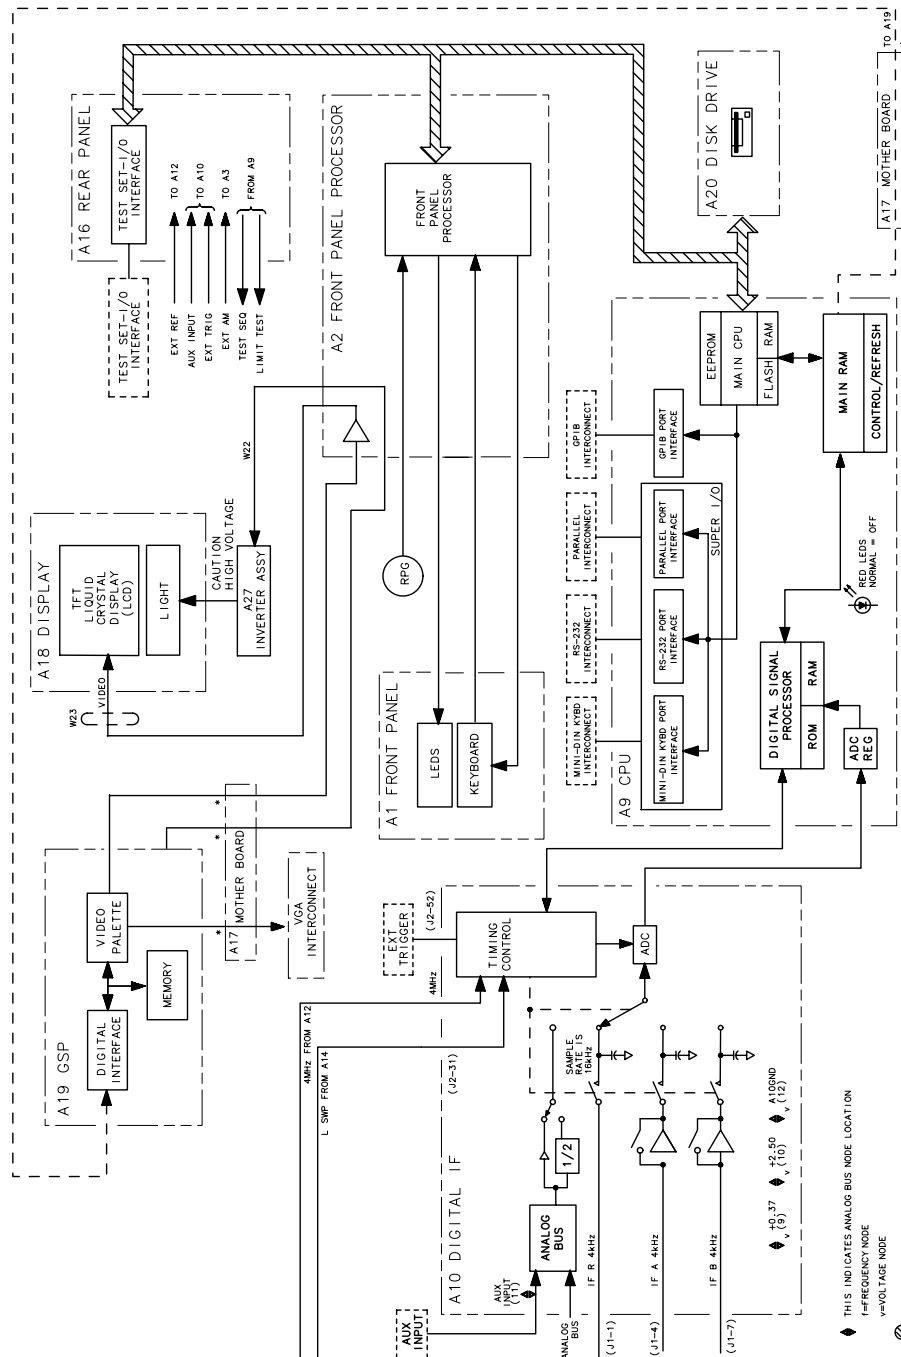 TO A19
A17 MOTHER BOARD
A20 DISK DRIVE
A16 REAR PANEL
TEST SET-I/O
INTERFACE
TEST SET-I/O
INTERFACE
TO A12
TO A10
TO A3
FROM A9
EXT REF
AUX INPUT
EXT TRIG
EXT AM
TEST SEQ
LIMIT TEST
A2 FRONT PANEL PROCESSOR
FRONT
PANEL
PROCESSOR
EEPROM
MAIN CPU
FLASH
RAM
MAIN RAM
CONTROL/REFRESH
GPIB
INTERCONNECT
GPIB PORT
INTERFACE
PARALLEL
INTERCONNECT
PARALLEL PORT
INTERFACE
SUPER I/O
RS-232
INTERCONNECT
RS-232 PORT
INTERFACE
MINI-DIN KYBD
INTERCONNECT
MINI-DIN KYBD PORT
INTERFACE
A9 CPU
RED LEDS
NORMAL = OFF
DIGITAL SIGNAL
PROCESSOR
ROM
RAM
ADC
REG
W22
A18 DISPLAY
TFT
LIQUID
CRYSTAL
DISPLAY
(LCD)
LIGHT
CAUTION
HIGH VOLTAGE
A27
INVERTER ASSY
RPG
VIDEO
W23
A1 FRONT PANEL
LEDS
KEYBOARD
A17 MOTHER BOARD
*
*
*
VGA
INTERCONNECT
A19 GSP
VIDEO
PALETTE
MEMORY
DIGITAL
INTERFACE
EXT
TRIGGER
(J2-52)
TIMING
CONTROL
ADC
4MHz
4MHz FROM A12
L SWP FROM A14
(J2-31)
SAMPLE
RATE IS
16kHz
A10 DIGITAL IF
1/2
ANALOG
BUS
AUX
INPUT
(11)
AUX
INPUT
ANALOG
BUS
IF R 4kHz
(J1-1)
IF A 4kHz
(J1-4)
IF B 4kHz
(J1-7)
+0.37
v (9)
+2.50
v (10)
A10GND
v (12)
THIS INDICATES ANALOG BUS NODE LOCATION
f=FREQUENCY NODE
v=VOLTAGE NODE